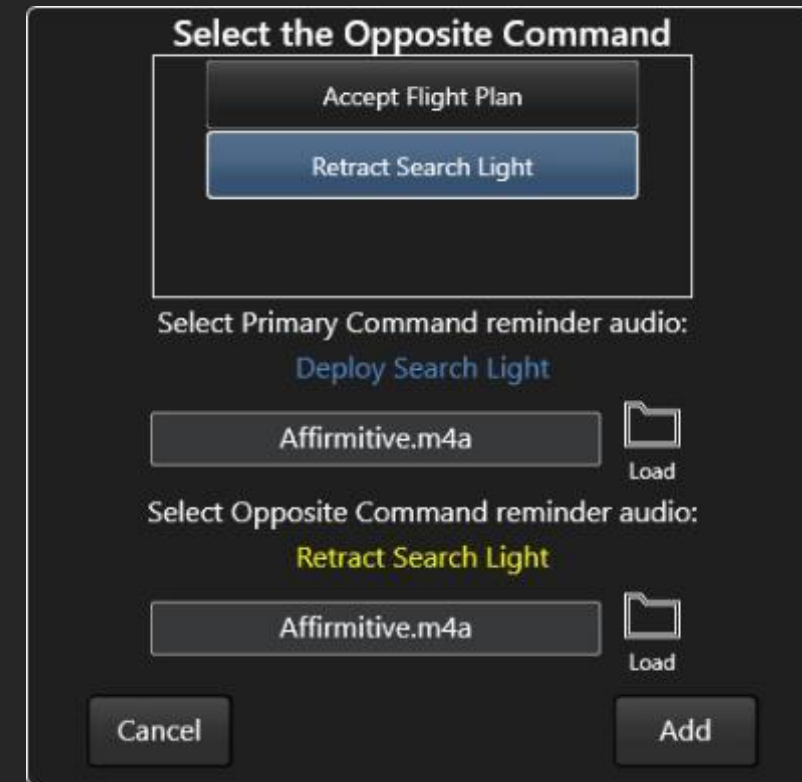 Select the Opposite Command
Accept Flight Plan
Retract Search Light
Select Primary Command reminder audio:
Deploy Search Light
Affirmitive.m4a
Load
Select Opposite Command reminder audio:
Retract Search Light
Affirmitive.m4a
Load
Cancel
Add